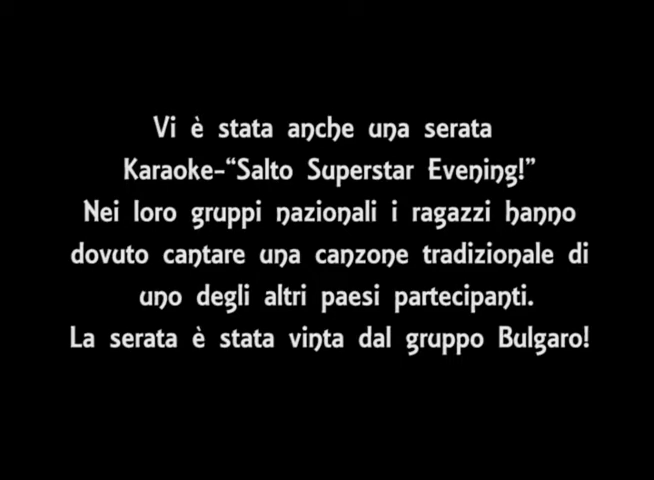 Vi è stata anche una serata
Karaoke-“Salto Superstar Evening!”
Nei loro gruppi nazionali i ragazzi hanno
dovuto cantare una canzone tradizionale di
uno degli altri paesi partecipanti.
La serata è stata vinta dal gruppo Bulgaro!